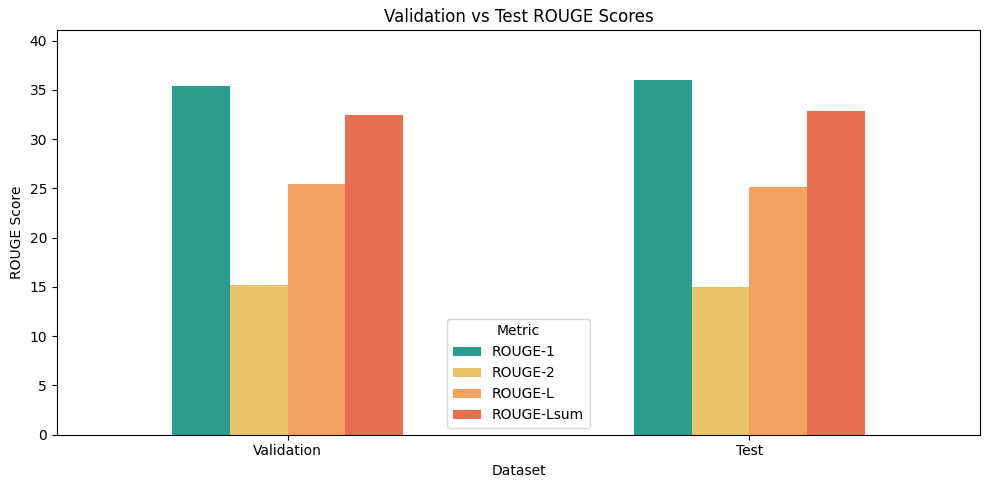 Validation vs Test ROUGE Scores
ROUGE Score
40
35
30
25
20
15
10
5
0
Metric
ROUGE-1
ROUGE-2
ROUGE-L
ROUGE-Lsum
Validation
Test
Dataset